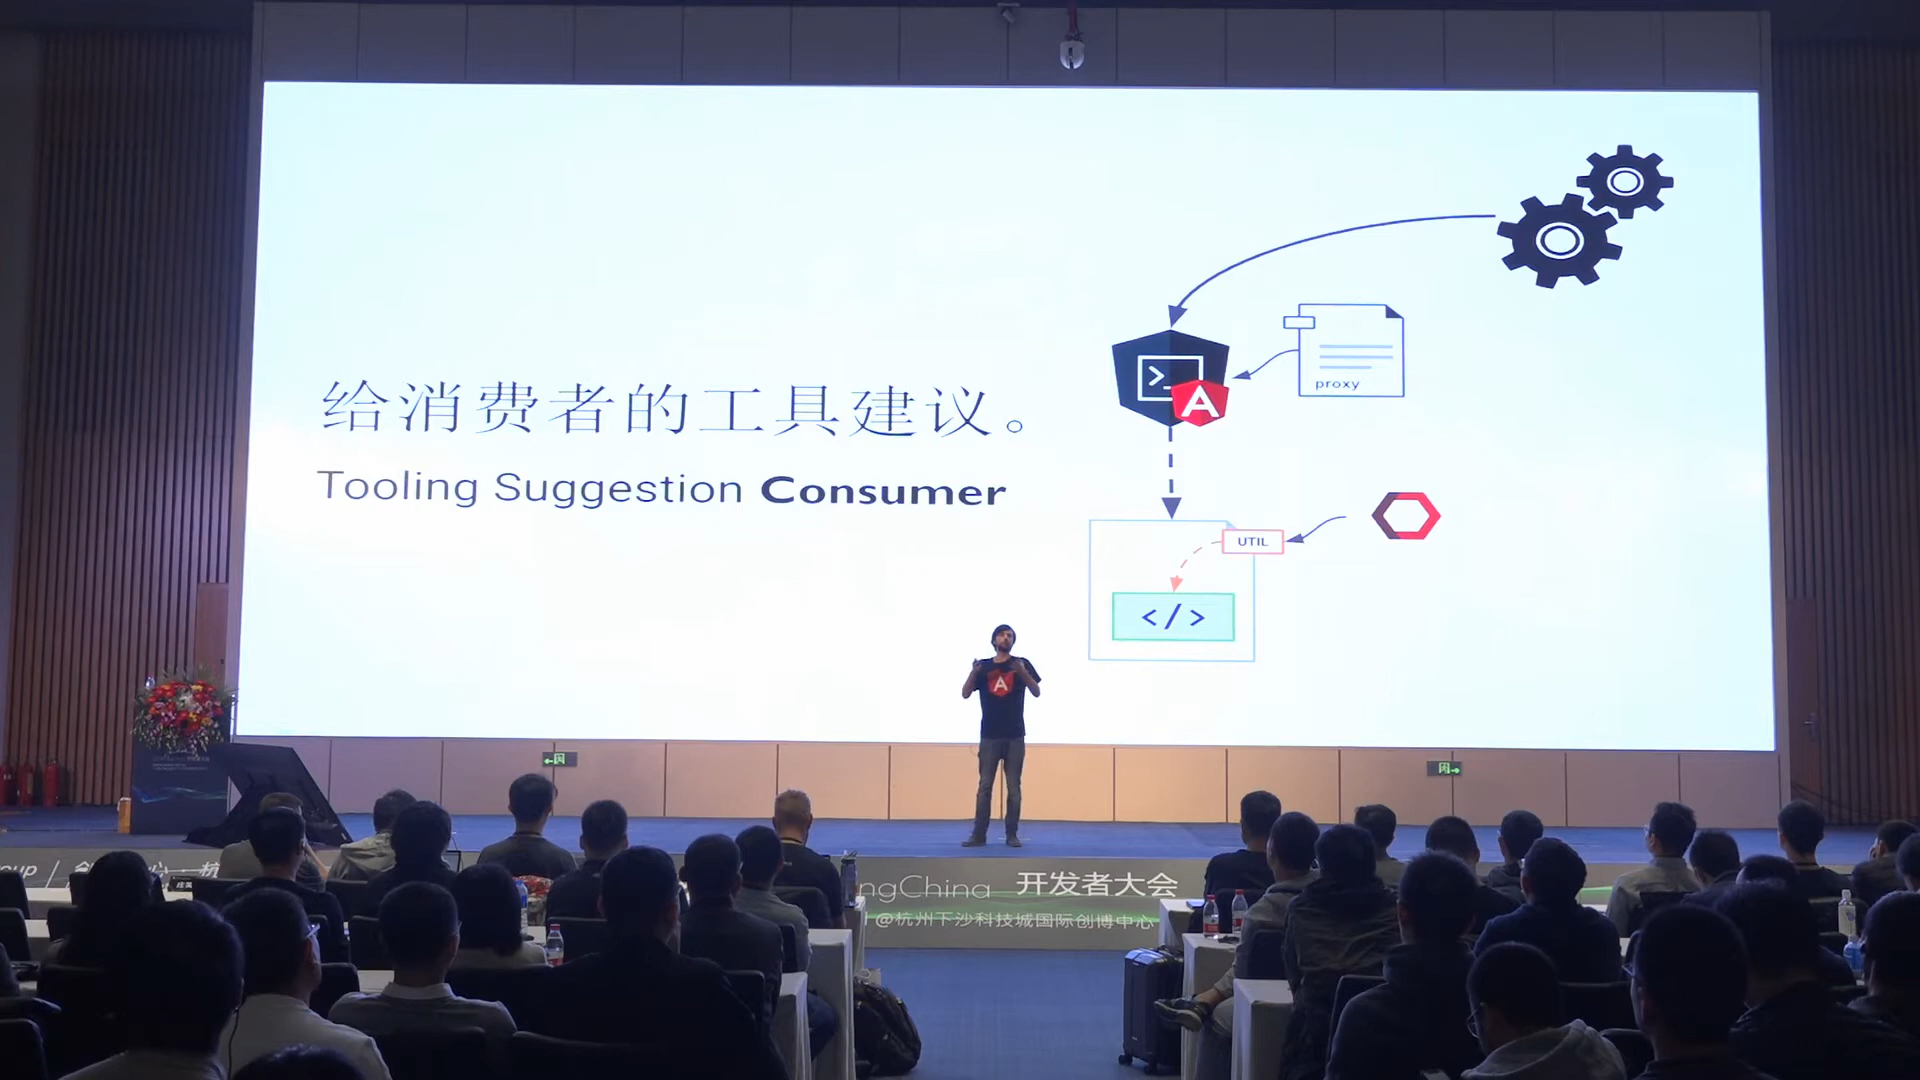 给消费者的工具建议。
Tooling Suggestion Consumer
>_
A
proxy
UTIL
</>
A
ngChina 开发者大会
@杭州下沙科技城国际创博中心